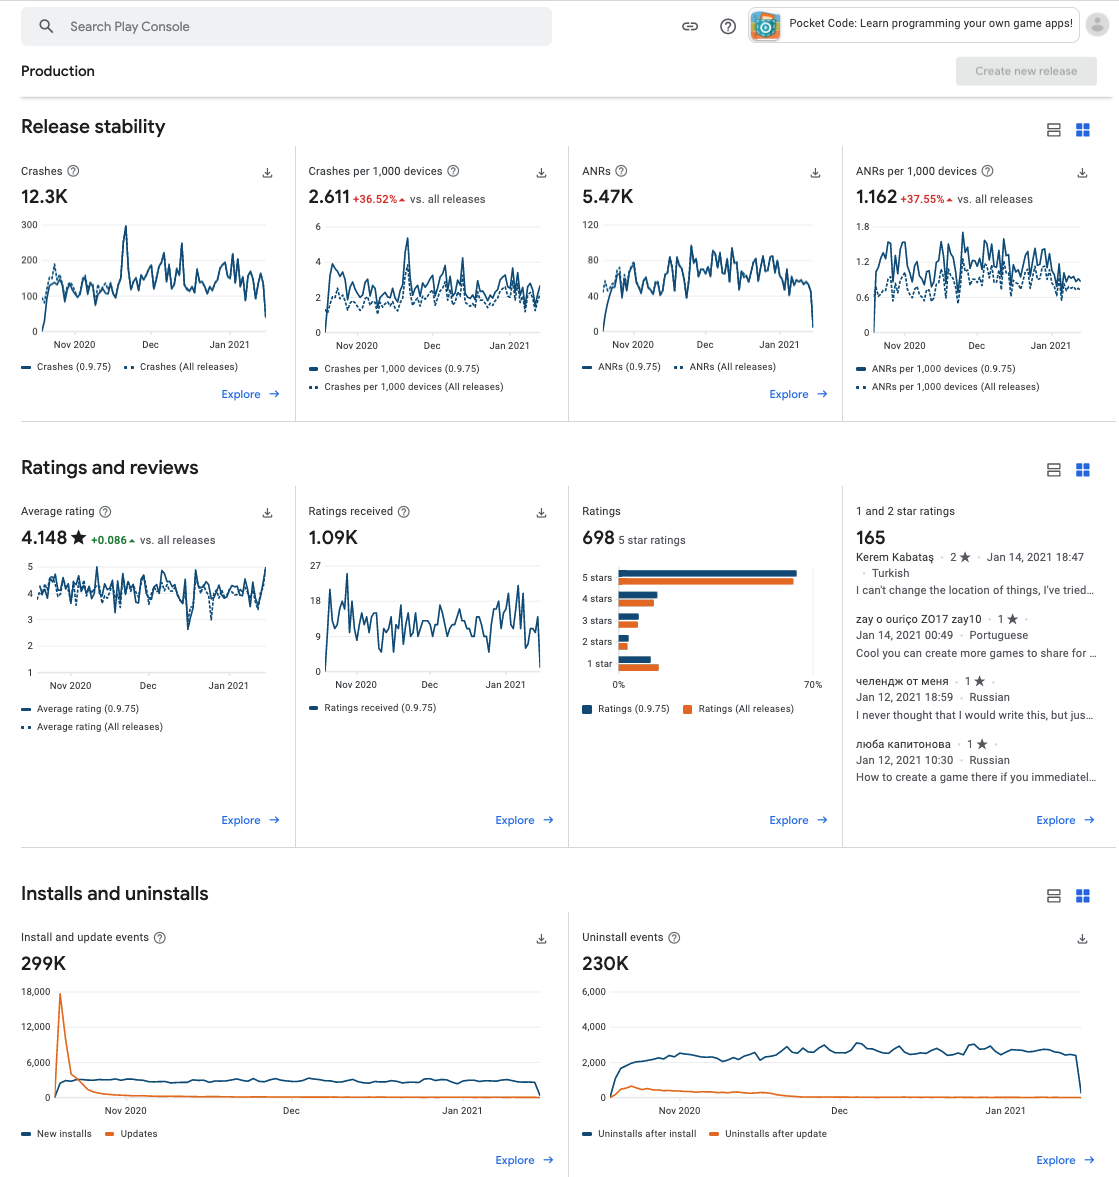 Search Play Console
Pocket Code: Learn programming your own game apps!
Production
Create new release
Release stability
Crashes
12.3K
300
200
100
0
Nov 2020 Dec Jan 2021
Crashes (0.9.75) Crashes (All releases)
Explore
Crashes per 1,000 devices
2.611 +36.52% vs. all releases
6
4
2
0
Nov 2020 Dec Jan 2021
Crashes per 1,000 devices (0.9.75)
Crashes per 1,000 devices (All releases)
ANRs
5.47K
120
80
40
0
Nov 2020 Dec Jan 2021
ANRs (0.9.75) ANRs (All releases)
Explore
ANRs per 1,000 devices
1.162 +37.55% vs. all releases
1.8
1.2
0.6
0
Nov 2020 Dec Jan 2021
ANRs per 1,000 devices (0.9.75)
ANRs per 1,000 devices (All releases)
Ratings and reviews
Average rating
4.148 ★ +0.086 vs. all releases
5
4
3
2
1
Nov 2020 Dec Jan 2021
Average rating (0.9.75)
Average rating (All releases)
Explore
Ratings received
1.09K
27
18
9
0
Nov 2020 Dec Jan 2021
Ratings received (0.9.75)
Explore
Ratings
698 5 star ratings
5 stars
4 stars
3 stars
2 stars
1 star
0% 70%
Ratings (0.9.75) Ratings (All releases)
Explore
1 and 2 star ratings
165
Kerem Kabataş · 2 ★ · Jan 14, 2021 18:47
· Turkish
I can't change the location of things, I've tried...
zay o ouriço ZO17 zay10 · 1 ★ ·
Jan 14, 2021 00:49 · Portuguese
Cool you can create more games to share for ...
челендж от меня · 1 ★ ·
Jan 12, 2021 18:59 · Russian
I never thought that I would write this, but jus...
люба капитонова · 1 ★ ·
Jan 12, 2021 10:30 · Russian
How to create a game there if you immediatel...
Explore
Installs and uninstalls
Install and update events
299K
18,000
12,000
6,000
0
Nov 2020 Dec Jan 2021
New installs Updates
Explore
Uninstall events
230K
6,000
4,000
2,000
0
Nov 2020 Dec Jan 2021
Uninstalls after install Uninstalls after update
Explore